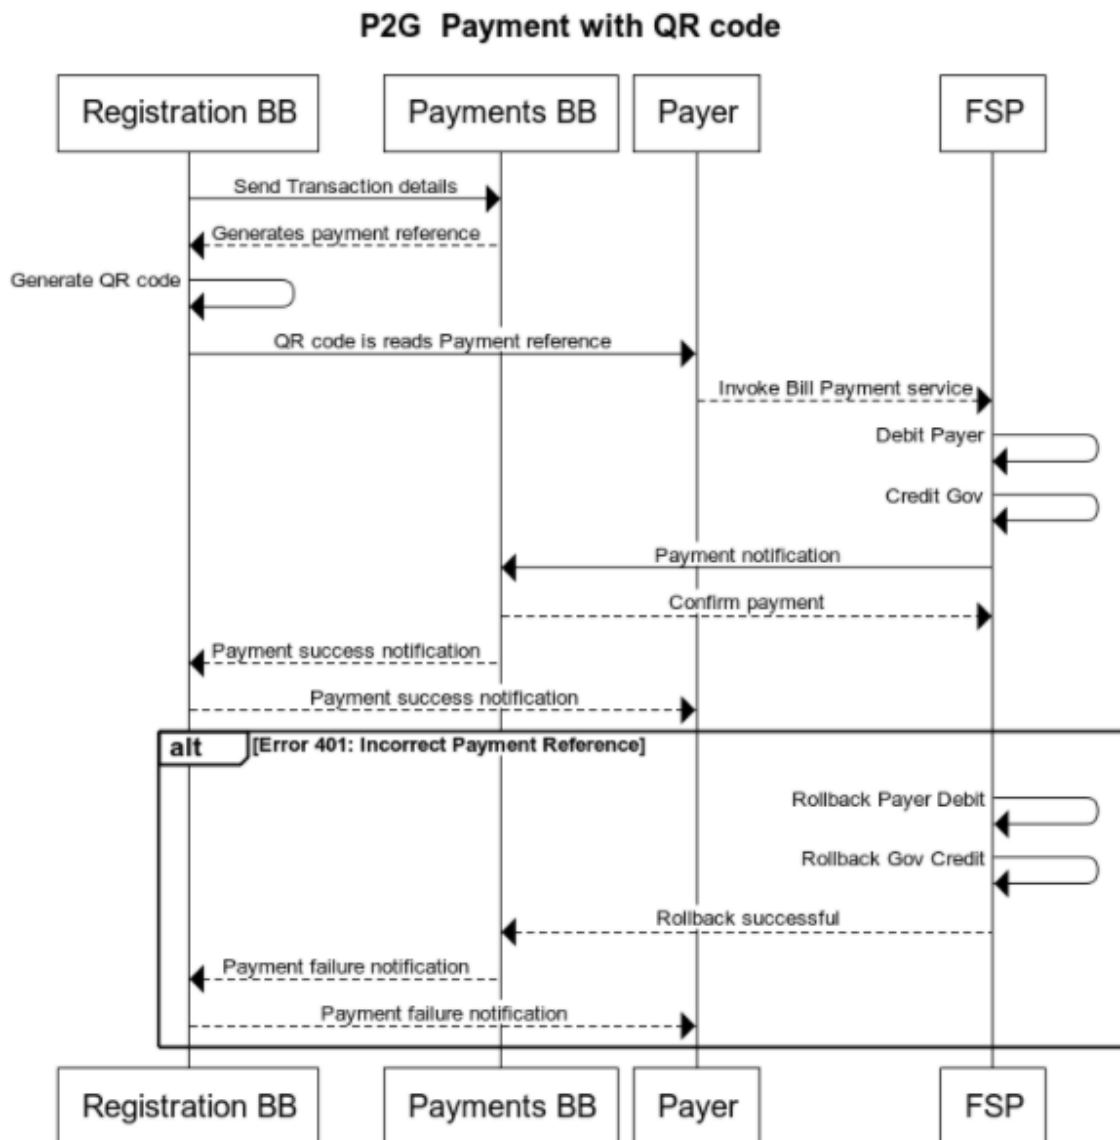 P2G Payment with QR code
Registration BB
Payments BB
Payer
FSP
Send Transaction details
Generates payment reference
Generate QR code
QR code is reads Payment reference
Invoke Bill Payment service
Debit Payer
Credit Gov
Payment notification
Confirm payment
Payment success notification
Payment success notification
alt
[Error 401: Incorrect Payment Reference]
Rollback Payer Debit
Rollback Gov Credit
Rollback successful
Payment failure notification
Payment failure notification
Registration BB
Payments BB
Payer
FSP